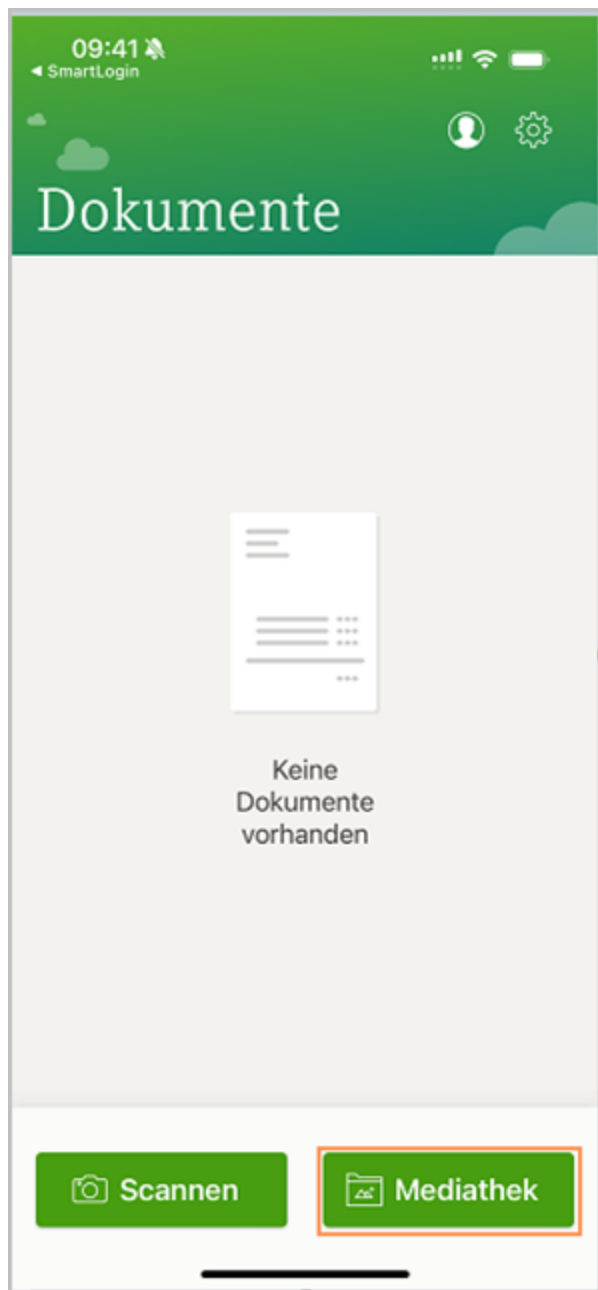 09:41
◀ SmartLogin
Dokumente
Keine
Dokumente
vorhanden
Scannen
Mediathek